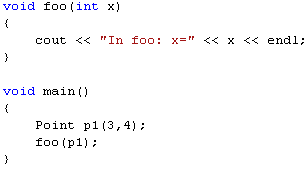 void foo(int x)
{
    cout << "In foo: x=" << x << endl;
}

void main()
{
    Point p1(3,4);
    foo(p1);
}